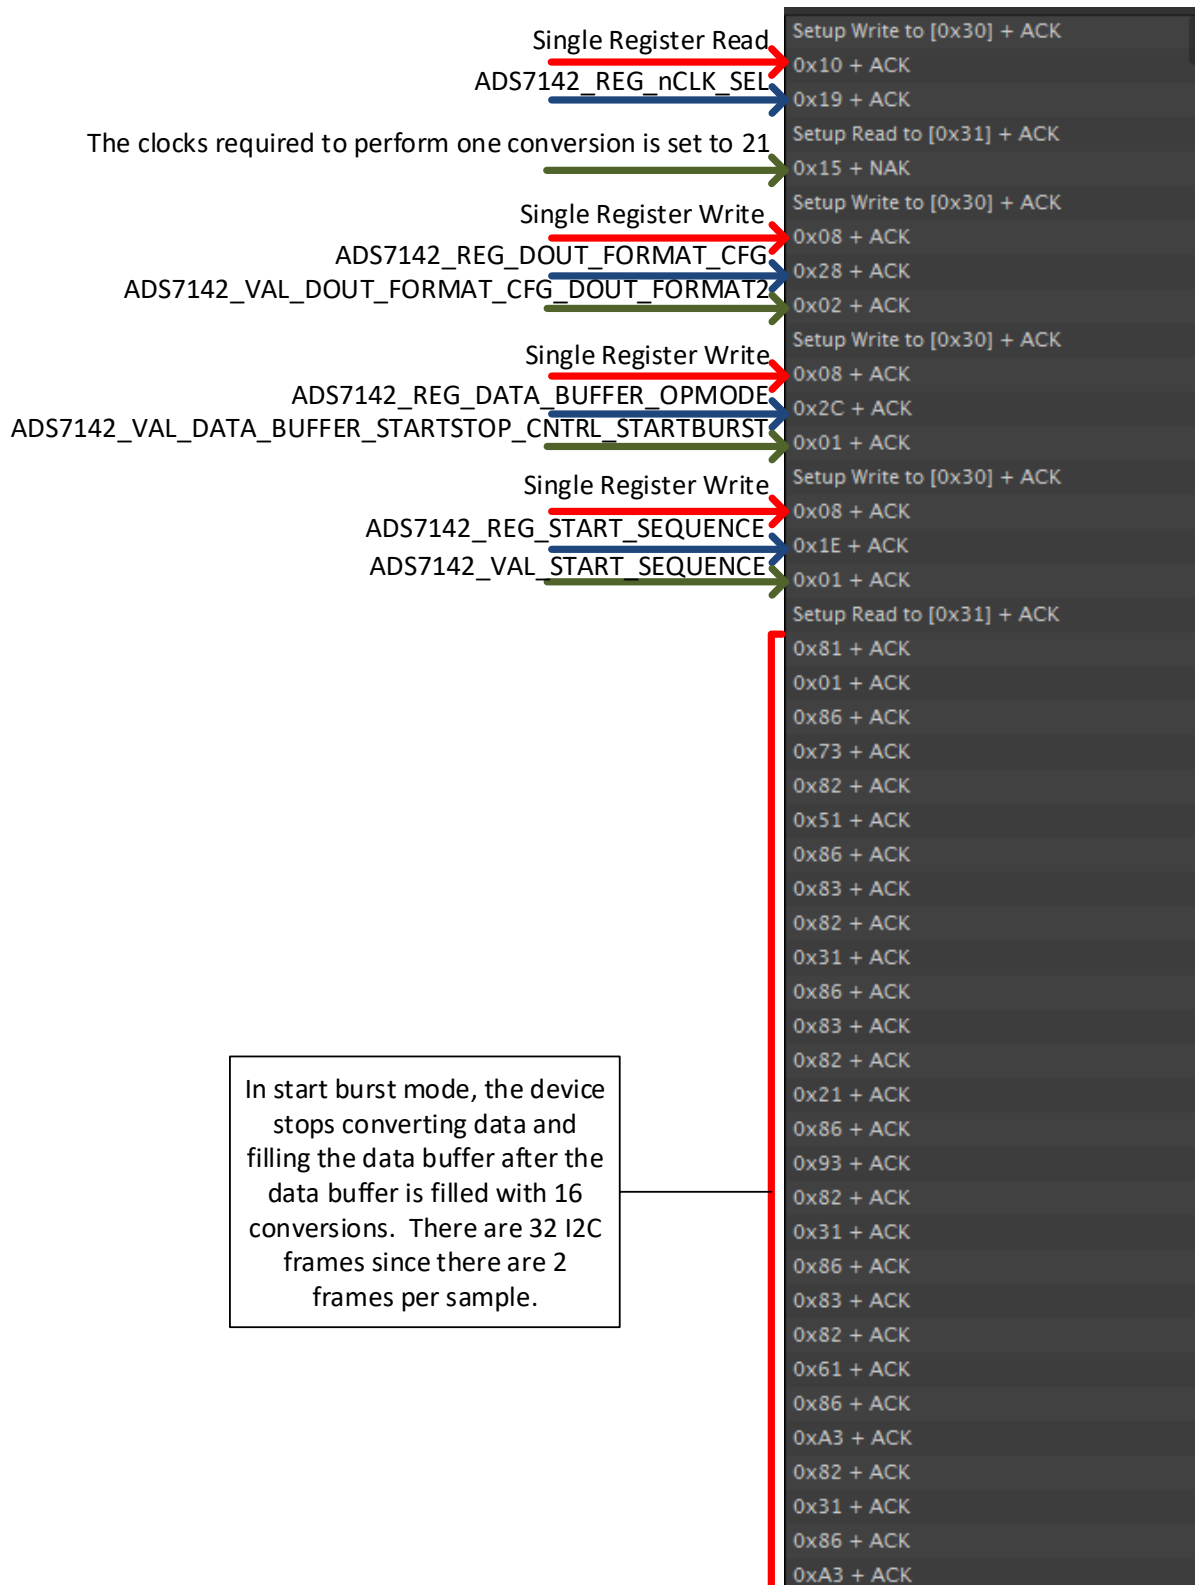 Single Register Read
ADS7142_REG_nCLK_SEL
The clocks required to perform one conversion is set to 21
Single Register Write
ADS7142_REG_DOUT_FORMAT_CFG
ADS7142_VAL_DOUT_FORMAT_CFG_DOUT_FORMAT2
Single Register Write
ADS7142_REG_DATA_BUFFER_OPMODE
ADS7142_VAL_DATA_BUFFER_STARTSTOP_CNTRL_STARTBURST
Single Register Write
ADS7142_REG_START_SEQUENCE
ADS7142_VAL_START_SEQUENCE
In start burst mode, the device
stops converting data and
filling the data buffer after the
data buffer is filled with 16
conversions. There are 32 I2C
frames since there are 2
frames per sample.
Setup Write to [0x30] + ACK
0x10 + ACK
0x19 + ACK
Setup Read to [0x31] + ACK
0x15 + NAK
Setup Write to [0x30] + ACK
0x08 + ACK
0x28 + ACK
0x02 + ACK
Setup Write to [0x30] + ACK
0x08 + ACK
0x2C + ACK
0x01 + ACK
Setup Write to [0x30] + ACK
0x08 + ACK
0x1E + ACK
0x01 + ACK
Setup Read to [0x31] + ACK
0x81 + ACK
0x01 + ACK
0x86 + ACK
0x73 + ACK
0x82 + ACK
0x51 + ACK
0x86 + ACK
0x83 + ACK
0x82 + ACK
0x31 + ACK
0x86 + ACK
0x83 + ACK
0x82 + ACK
0x21 + ACK
0x86 + ACK
0x93 + ACK
0x82 + ACK
0x31 + ACK
0x86 + ACK
0x83 + ACK
0x82 + ACK
0x61 + ACK
0x86 + ACK
0xA3 + ACK
0x82 + ACK
0x31 + ACK
0x86 + ACK
0xA3 + ACK